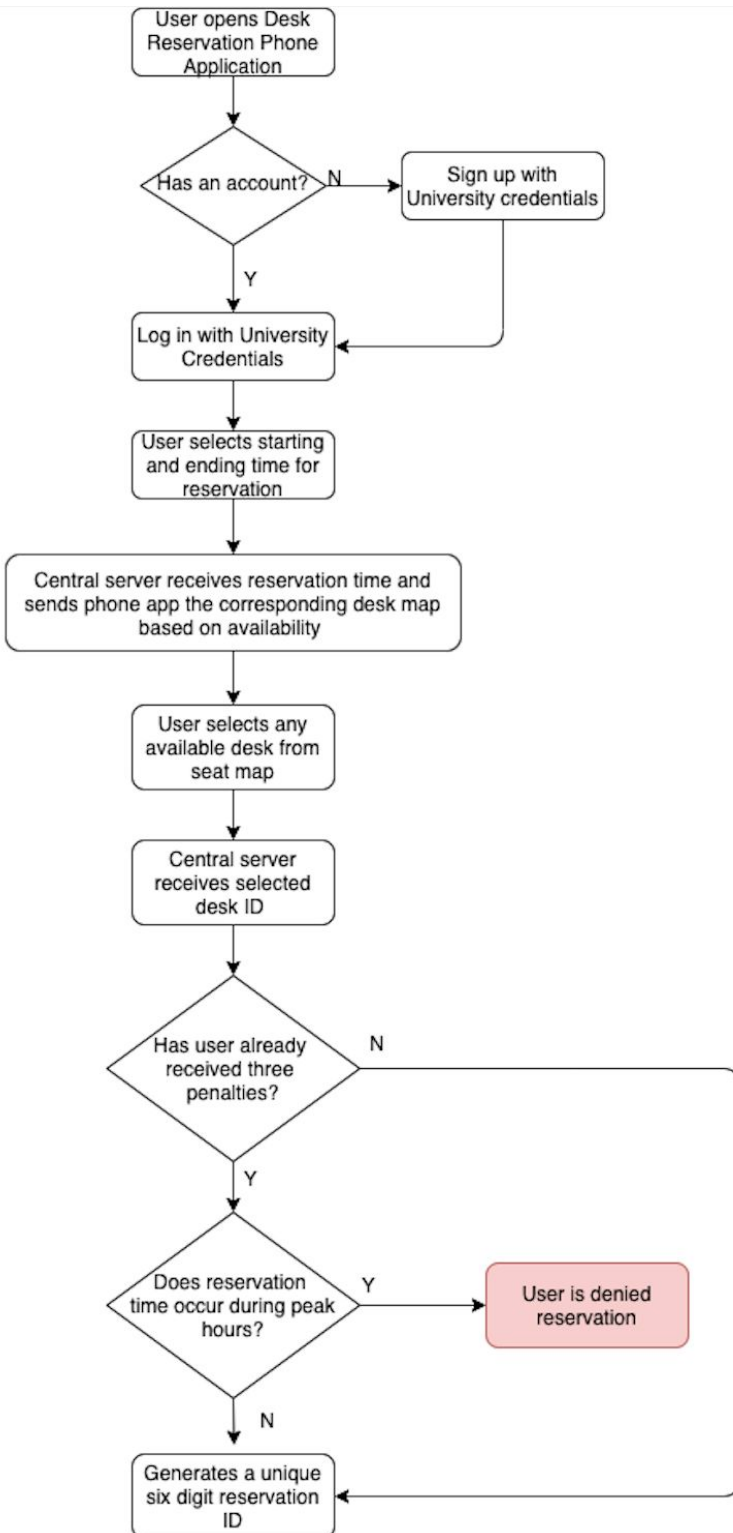 User opens Desk
Reservation Phone
Application
Has an account?
N
Sign up with
University credentials
Y
Log in with University
Credentials
User selects starting
and ending time for
reservation
Central server receives reservation time and
sends phone app the corresponding desk map
based on availability
User selects any
available desk from
seat map
Central server
receives selected
desk ID
Has user already
received three
penalties?
N
Y
Does reservation
time occur during peak
hours?
Y
User is denied
reservation
N
Generates a unique
six digit reservation
ID